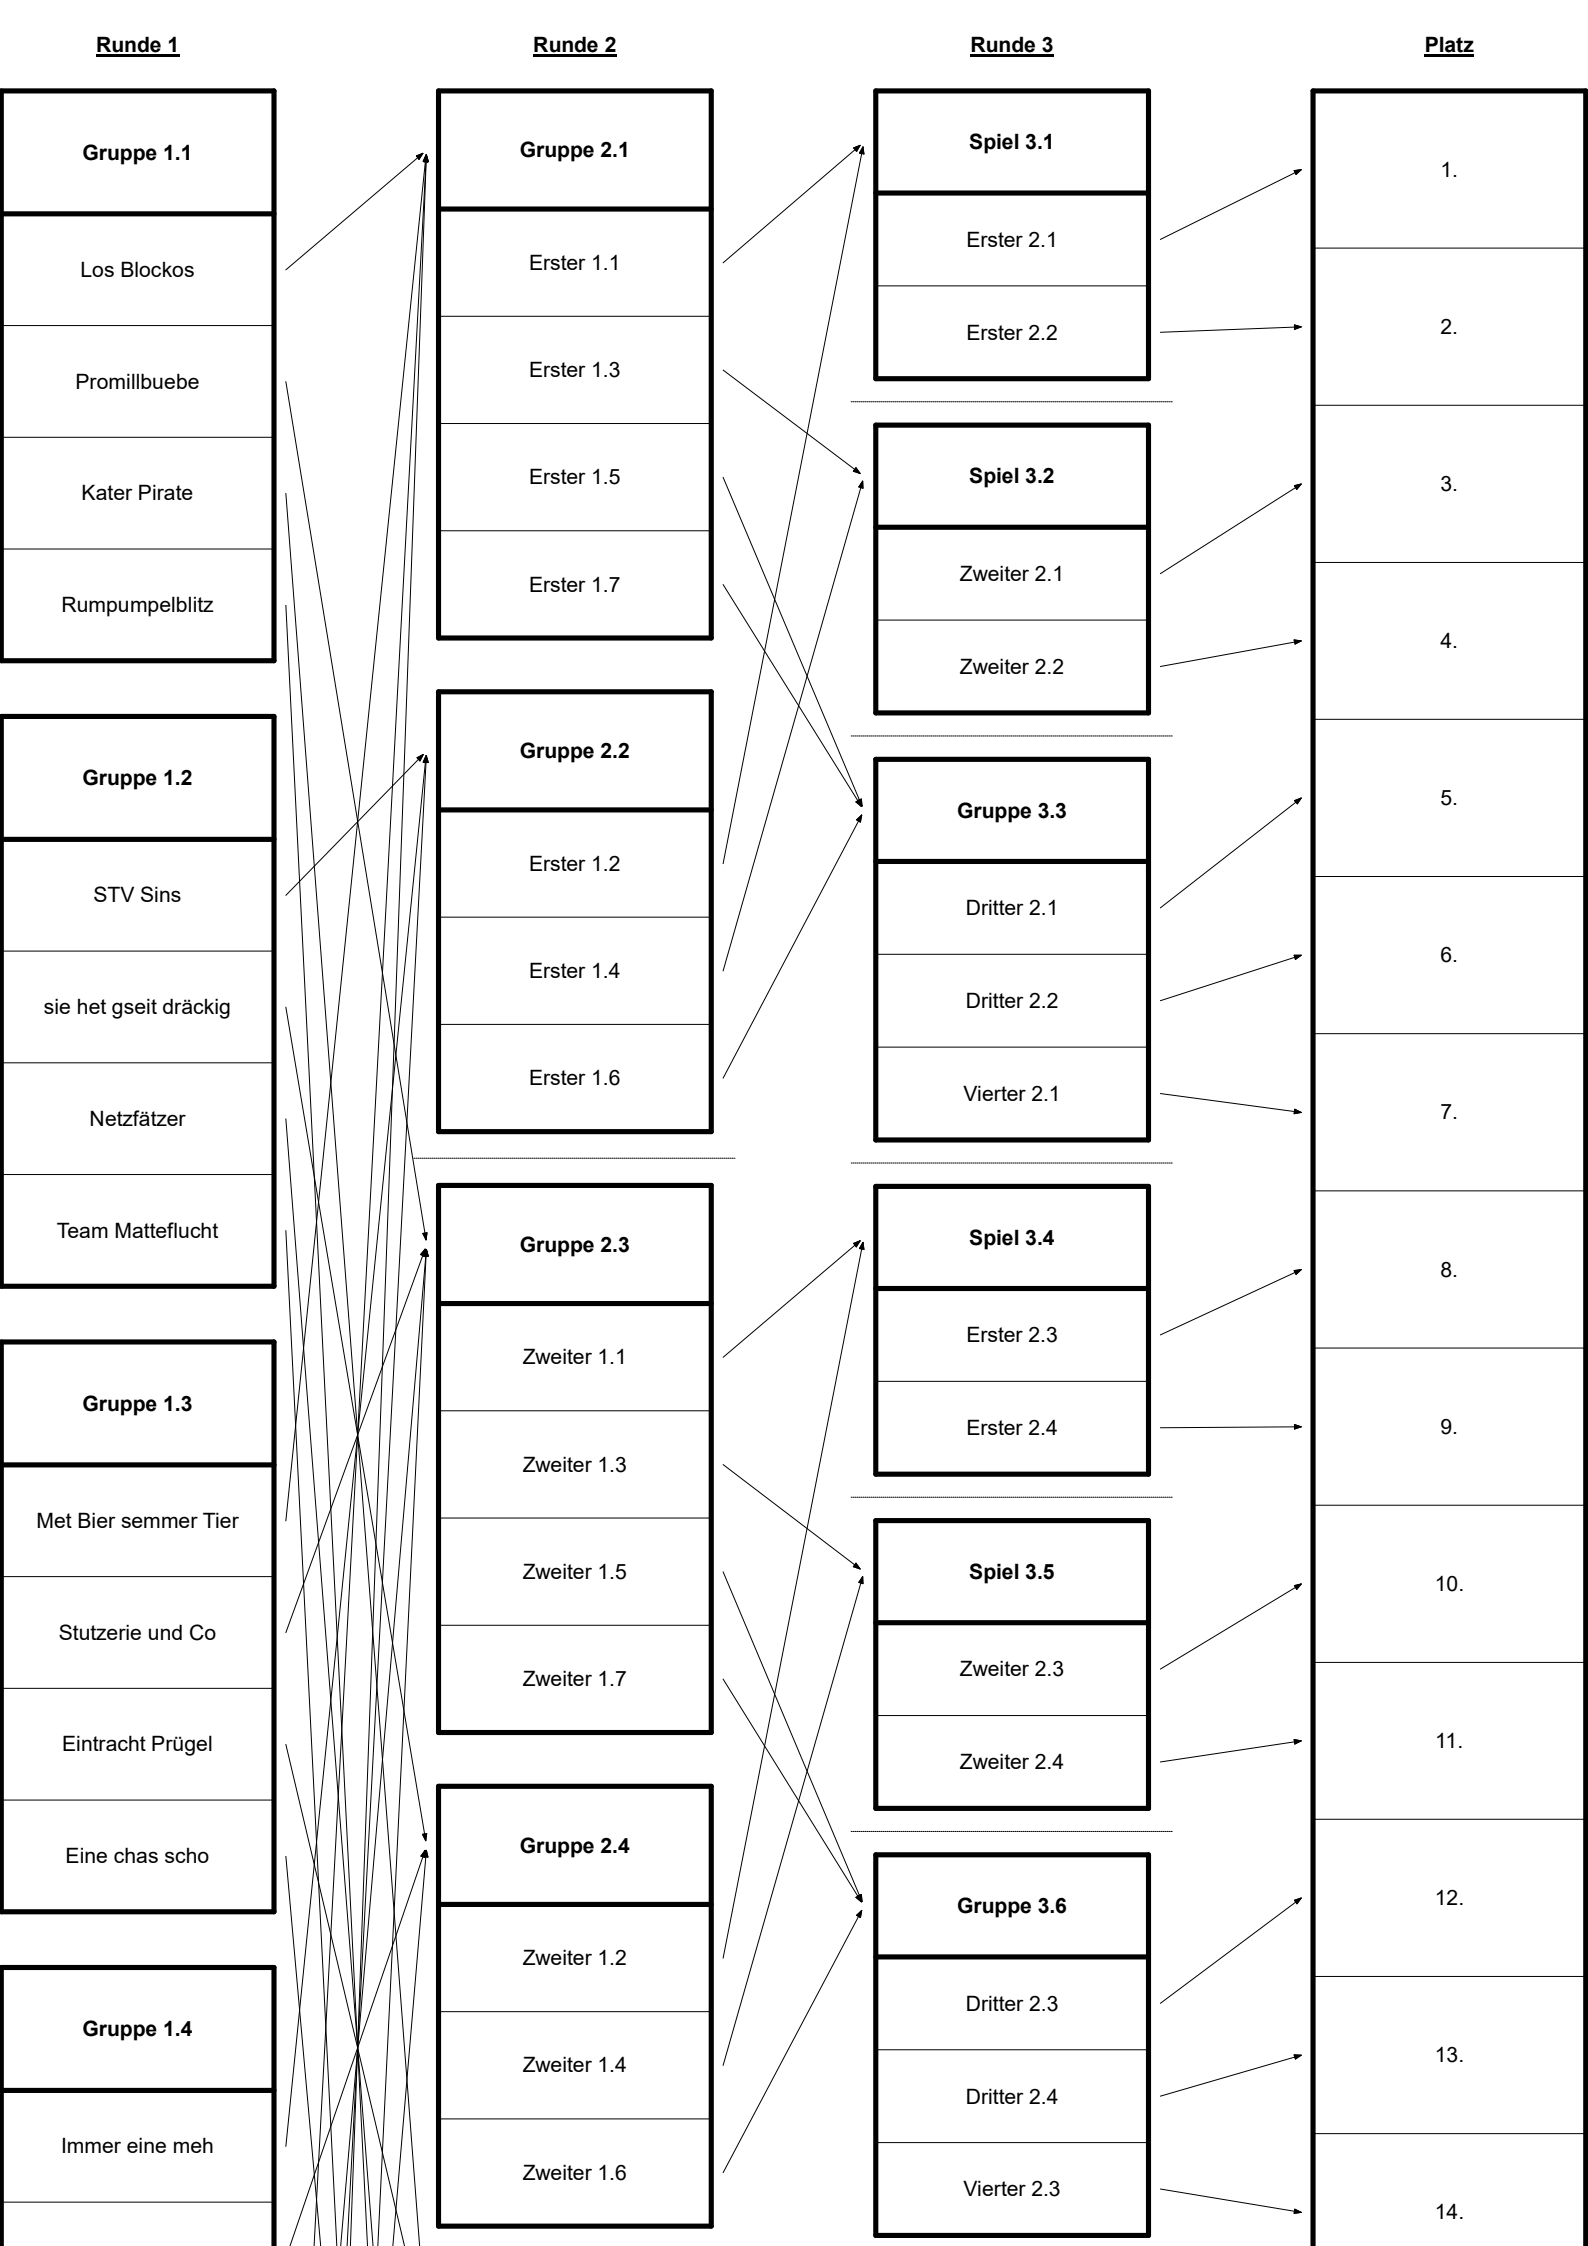 Runde 1
Runde 2
Runde 3
Platz
Gruppe 1.1
Los Blockos
Promillbuebe
Kater Pirate
Rumpumpelblitz
Gruppe 1.2
STV Sins
sie het gseit dräckig
Netzfätzer
Team Matteflucht
Gruppe 1.3
Met Bier semmer Tier
Stutzerie und Co
Eintracht Prügel
Eine chas scho
Gruppe 1.4
Immer eine meh
Gruppe 2.1
Erster 1.1
Erster 1.3
Erster 1.5
Erster 1.7
Gruppe 2.2
Erster 1.2
Erster 1.4
Erster 1.6
Gruppe 2.3
Zweiter 1.1
Zweiter 1.3
Zweiter 1.5
Zweiter 1.7
Gruppe 2.4
Zweiter 1.2
Zweiter 1.4
Zweiter 1.6
Spiel 3.1
Erster 2.1
Erster 2.2
Spiel 3.2
Zweiter 2.1
Zweiter 2.2
Gruppe 3.3
Dritter 2.1
Dritter 2.2
Vierter 2.1
Spiel 3.4
Erster 2.3
Erster 2.4
Spiel 3.5
Zweiter 2.3
Zweiter 2.4
Gruppe 3.6
Dritter 2.3
Dritter 2.4
Vierter 2.3
1.
2.
3.
4.
5.
6.
7.
8.
9.
10.
11.
12.
13.
14.